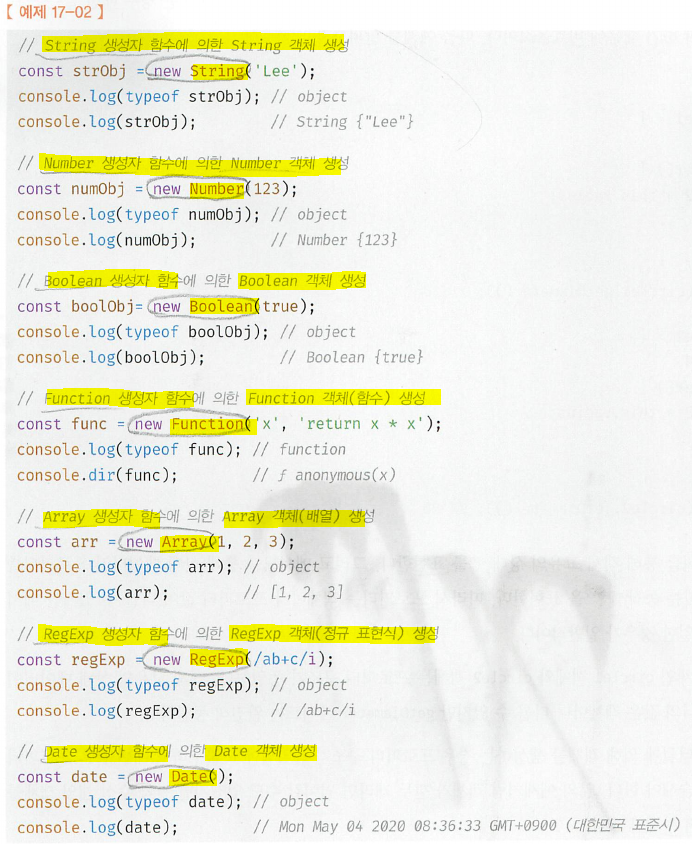 【 예제 17-02 】
// String 생성자 함수에 의한 String 객체 생성
const strObj = new String('Lee');
console.log(typeof strObj); // object
console.log(strObj);         // String {"Lee"}
// Number 생성자 함수에 의한 Number 객체 생성
const numObj = new Number(123);
console.log(typeof numObj); // object
console.log(numObj);         // Number {123}
// Boolean 생성자 함수에 의한 Boolean 객체 생성
const boolObj= new Boolean(true);
console.log(typeof boolObj); // object
console.log(boolObj);         // Boolean {true}
// Function 생성자 함수에 의한 Function 객체(함수) 생성
const func = new Function('x', 'return x * x');
console.log(typeof func); // function
console.dir(func);         // ƒ anonymous(x)
// Array 생성자 함수에 의한 Array 객체(배열) 생성
const arr = new Array(1, 2, 3);
console.log(typeof arr); // object
console.log(arr);         // [1, 2, 3]
// RegExp 생성자 함수에 의한 RegExp 객체(정규 표현식) 생성
const regExp = new RegExp(/ab+c/i);
console.log(typeof regExp); // object
console.log(regExp);         // /ab+c/i
// Date 생성자 함수에 의한 Date 객체 생성
const date = new Date();
console.log(typeof date); // object
console.log(date);         // Mon May 04 2020 08:36:33 GMT+0900 (대한민국 표준시)